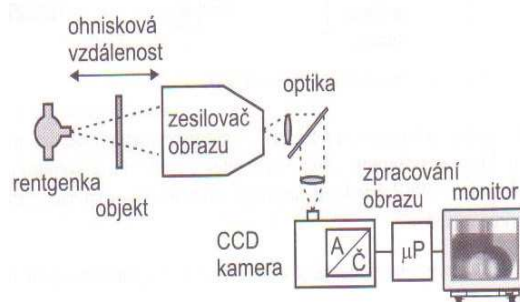 ohnisková
vzdálenost
optika
zesilovač
obrazu
rentgenka
objekt
zpracování
obrazu
monitor
CCD
kamera
A
Č
μP